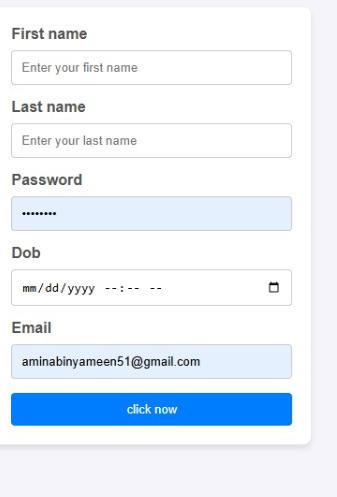 First name
Enter your first name
Last name
Enter your last name
Password
••••••••
Dob
mm/dd/yyyy --:-- --
Email
aminabinyameen51@gmail.com
click now